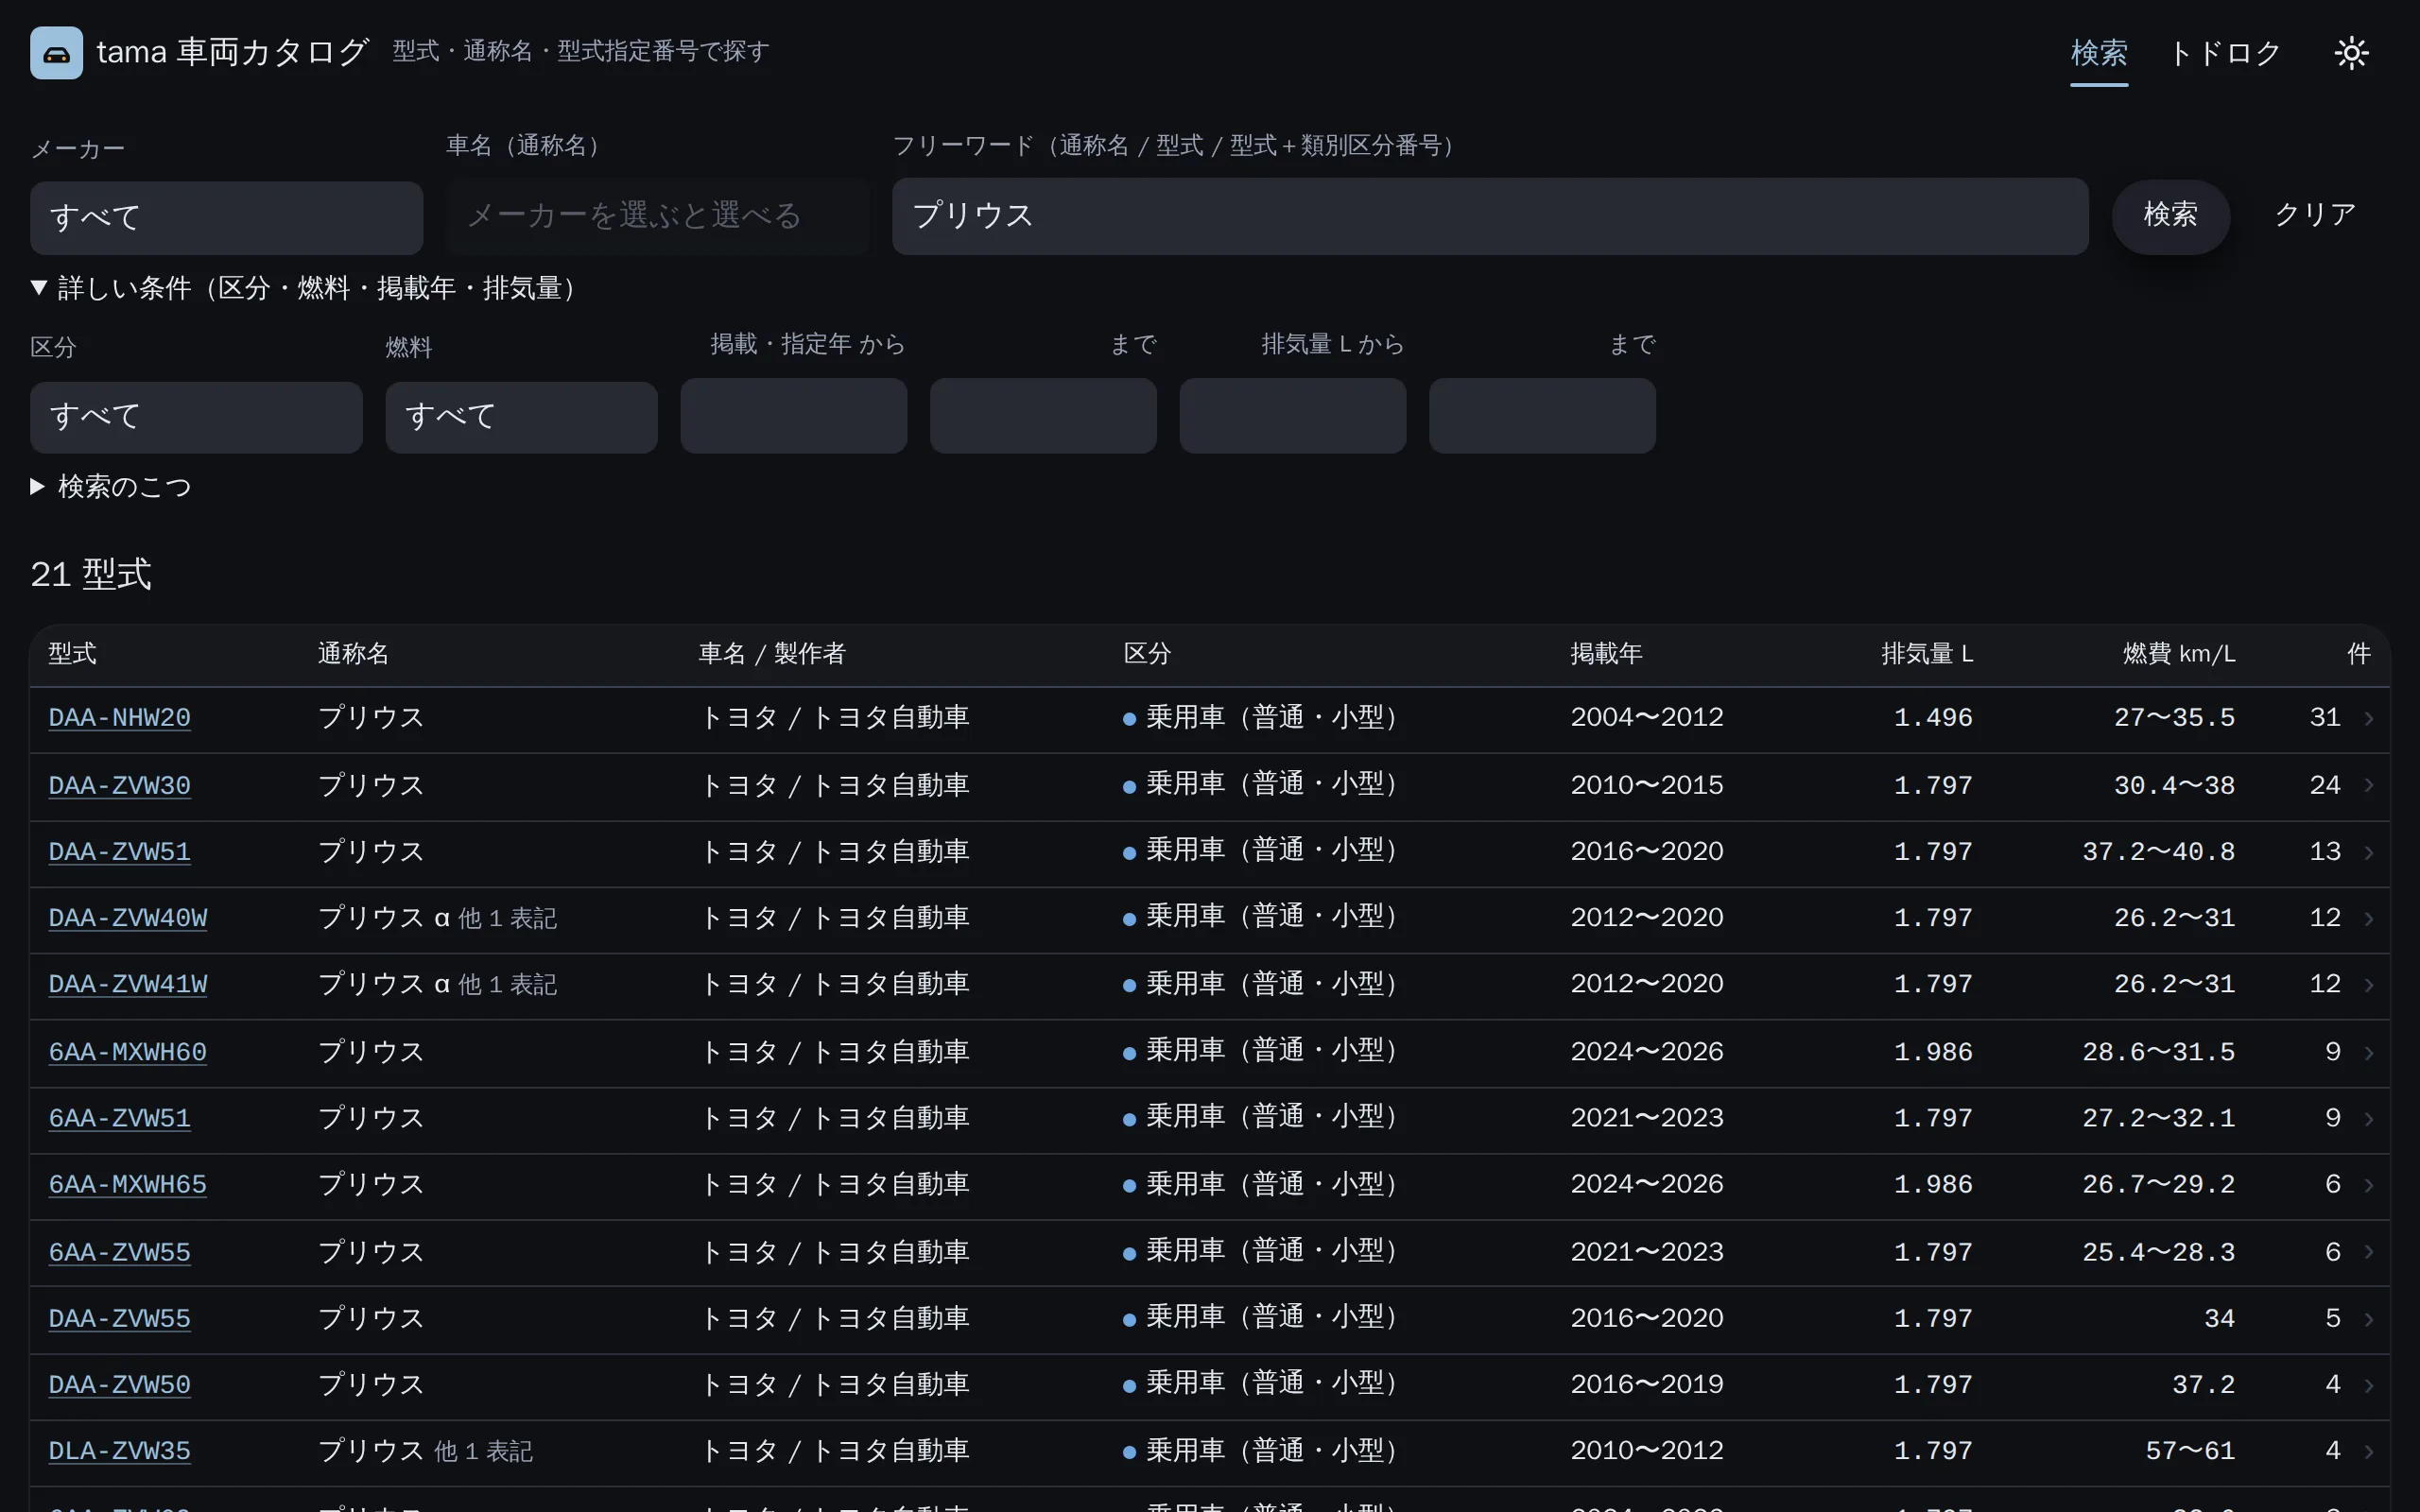 tama 車両カタログ 型式・通称名・型式指定番号で探す 検索 トドロク
メーカー 車名（通称名） フリーワード（通称名 / 型式 / 型式＋類別区分番号）
すべて メーカーを選ぶと選べる プリウス 検索 クリア
▼ 詳しい条件（区分・燃料・掲載年・排気量）
区分 燃料 掲載・指定年 から まで 排気量 L から まで
すべて すべて
▶ 検索のこつ
21 型式
型式 通称名 車名 / 製作者 区分 掲載年 排気量 L 燃費 km/L 件
DAA-NHW20 プリウス トヨタ / トヨタ自動車 乗用車（普通・小型） 2004〜2012 1.496 27〜35.5 31
DAA-ZVW30 プリウス トヨタ / トヨタ自動車 乗用車（普通・小型） 2010〜2015 1.797 30.4〜38 24
DAA-ZVW51 プリウス トヨタ / トヨタ自動車 乗用車（普通・小型） 2016〜2020 1.797 37.2〜40.8 13
DAA-ZVW40W プリウス α 他 1 表記 トヨタ / トヨタ自動車 乗用車（普通・小型） 2012〜2020 1.797 26.2〜31 12
DAA-ZVW41W プリウス α 他 1 表記 トヨタ / トヨタ自動車 乗用車（普通・小型） 2012〜2020 1.797 26.2〜31 12
6AA-MXWH60 プリウス トヨタ / トヨタ自動車 乗用車（普通・小型） 2024〜2026 1.986 28.6〜31.5 9
6AA-ZVW51 プリウス トヨタ / トヨタ自動車 乗用車（普通・小型） 2021〜2023 1.797 27.2〜32.1 9
6AA-MXWH65 プリウス トヨタ / トヨタ自動車 乗用車（普通・小型） 2024〜2026 1.986 26.7〜29.2 6
6AA-ZVW55 プリウス トヨタ / トヨタ自動車 乗用車（普通・小型） 2021〜2023 1.797 25.4〜28.3 6
DAA-ZVW55 プリウス トヨタ / トヨタ自動車 乗用車（普通・小型） 2016〜2020 1.797 34 5
DAA-ZVW50 プリウス トヨタ / トヨタ自動車 乗用車（普通・小型） 2016〜2019 1.797 37.2 4
DLA-ZVW35 プリウス 他 1 表記 トヨタ / トヨタ自動車 乗用車（普通・小型） 2010〜2012 1.797 57〜61 4